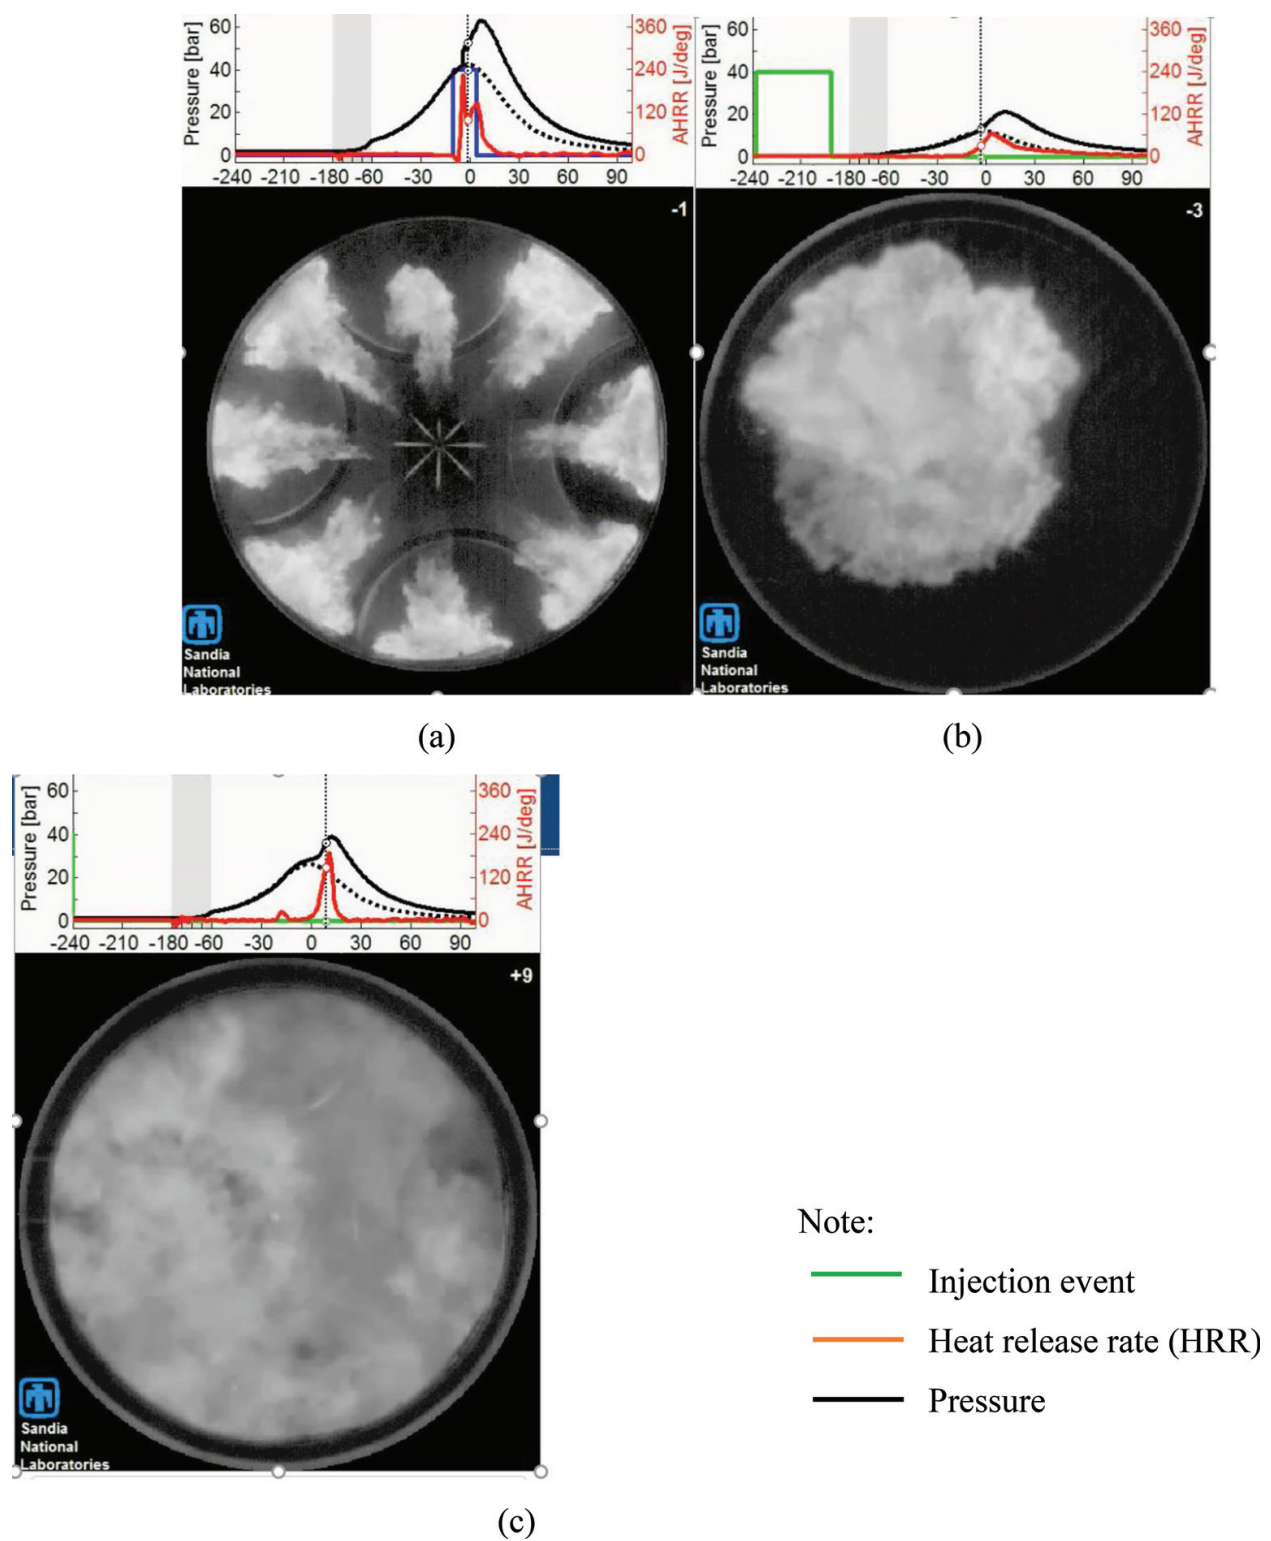 60
40
20
0
Pressure [bar]
360
240
120
0
AHRR [J/deg]
-240 -210 -180 -60 -30 0 30 60 90
-1
Sandia
National
Laboratories
(a)
60
40
20
0
Pressure [bar]
360
240
120
0
AHRR [J/deg]
-240 -210 -180 -60 -30 0 30 60 90
-3
Sandia
National
Laboratories
(b)
60
40
20
0
Pressure [bar]
360
240
120
0
AHRR [J/deg]
-240 -210 -180 -60 -30 0 30 60 90
+9
Sandia
National
Laboratories
(c)
Note:
Injection event
Heat release rate (HRR)
Pressure